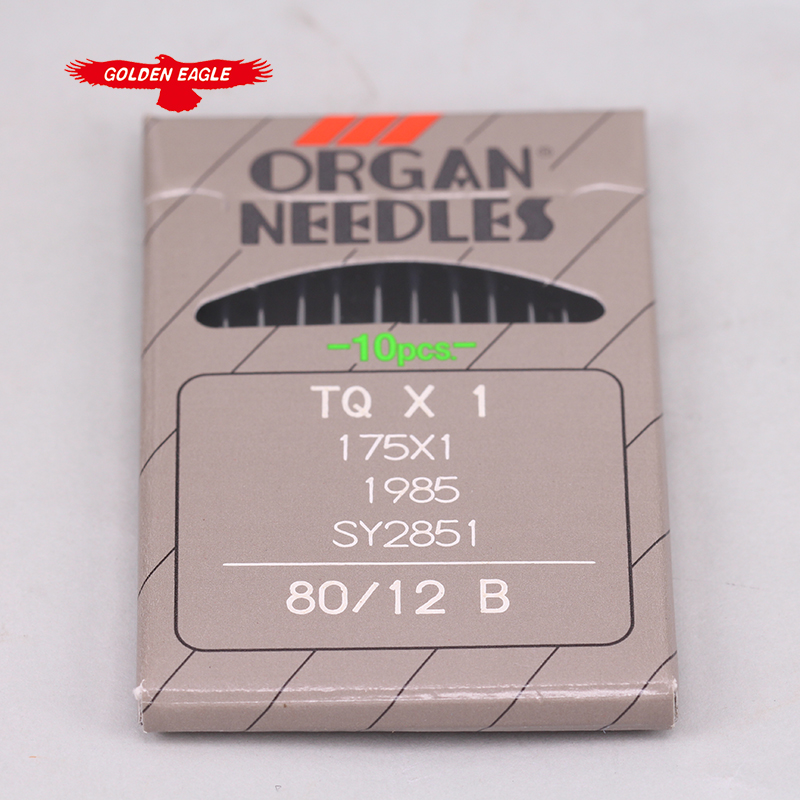 GOLDEN EAGLE
ORGAN®
NEEDLES
-10pcs.-
TQ X 1
175X1
1985
SY2851
80/12 B